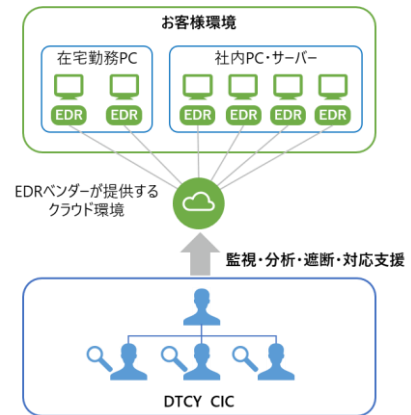 お客様環境
在宅勤務PC
社内PC・サーバー
EDR EDR EDR EDR EDR EDR
EDRベンダーが提供する
クラウド環境
監視・分析・遮断・対応支援
DTCY CIC